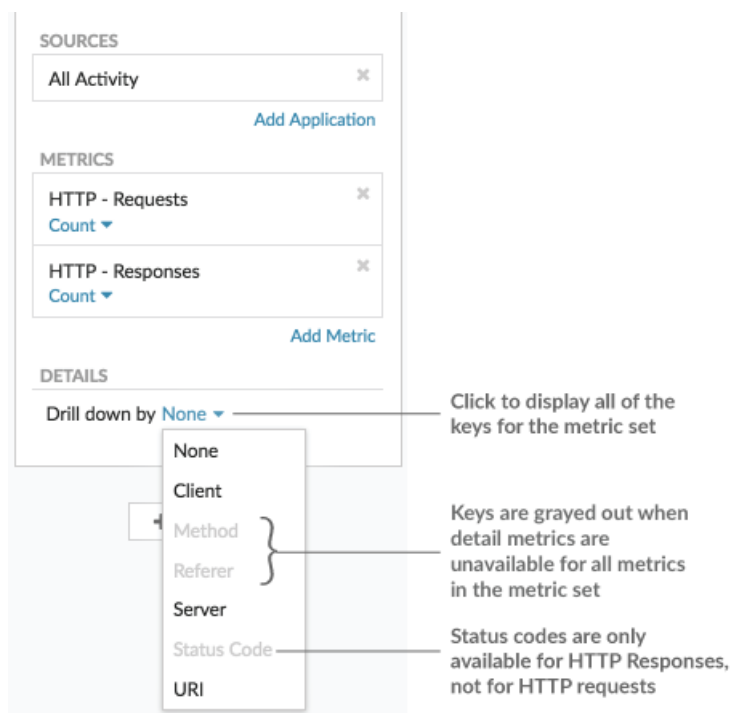 SOURCES
All Activity
Add Application
METRICS
HTTP - Requests
Count
HTTP - Responses
Count
Add Metric
DETAILS
Drill down by None
None
Client
Method
Referer
Server
Status Code
URI
Click to display all of the
keys for the metric set
Keys are grayed out when
detail metrics are
unavailable for all metrics
in the metric set
Status codes are only
available for HTTP Responses,
not for HTTP requests